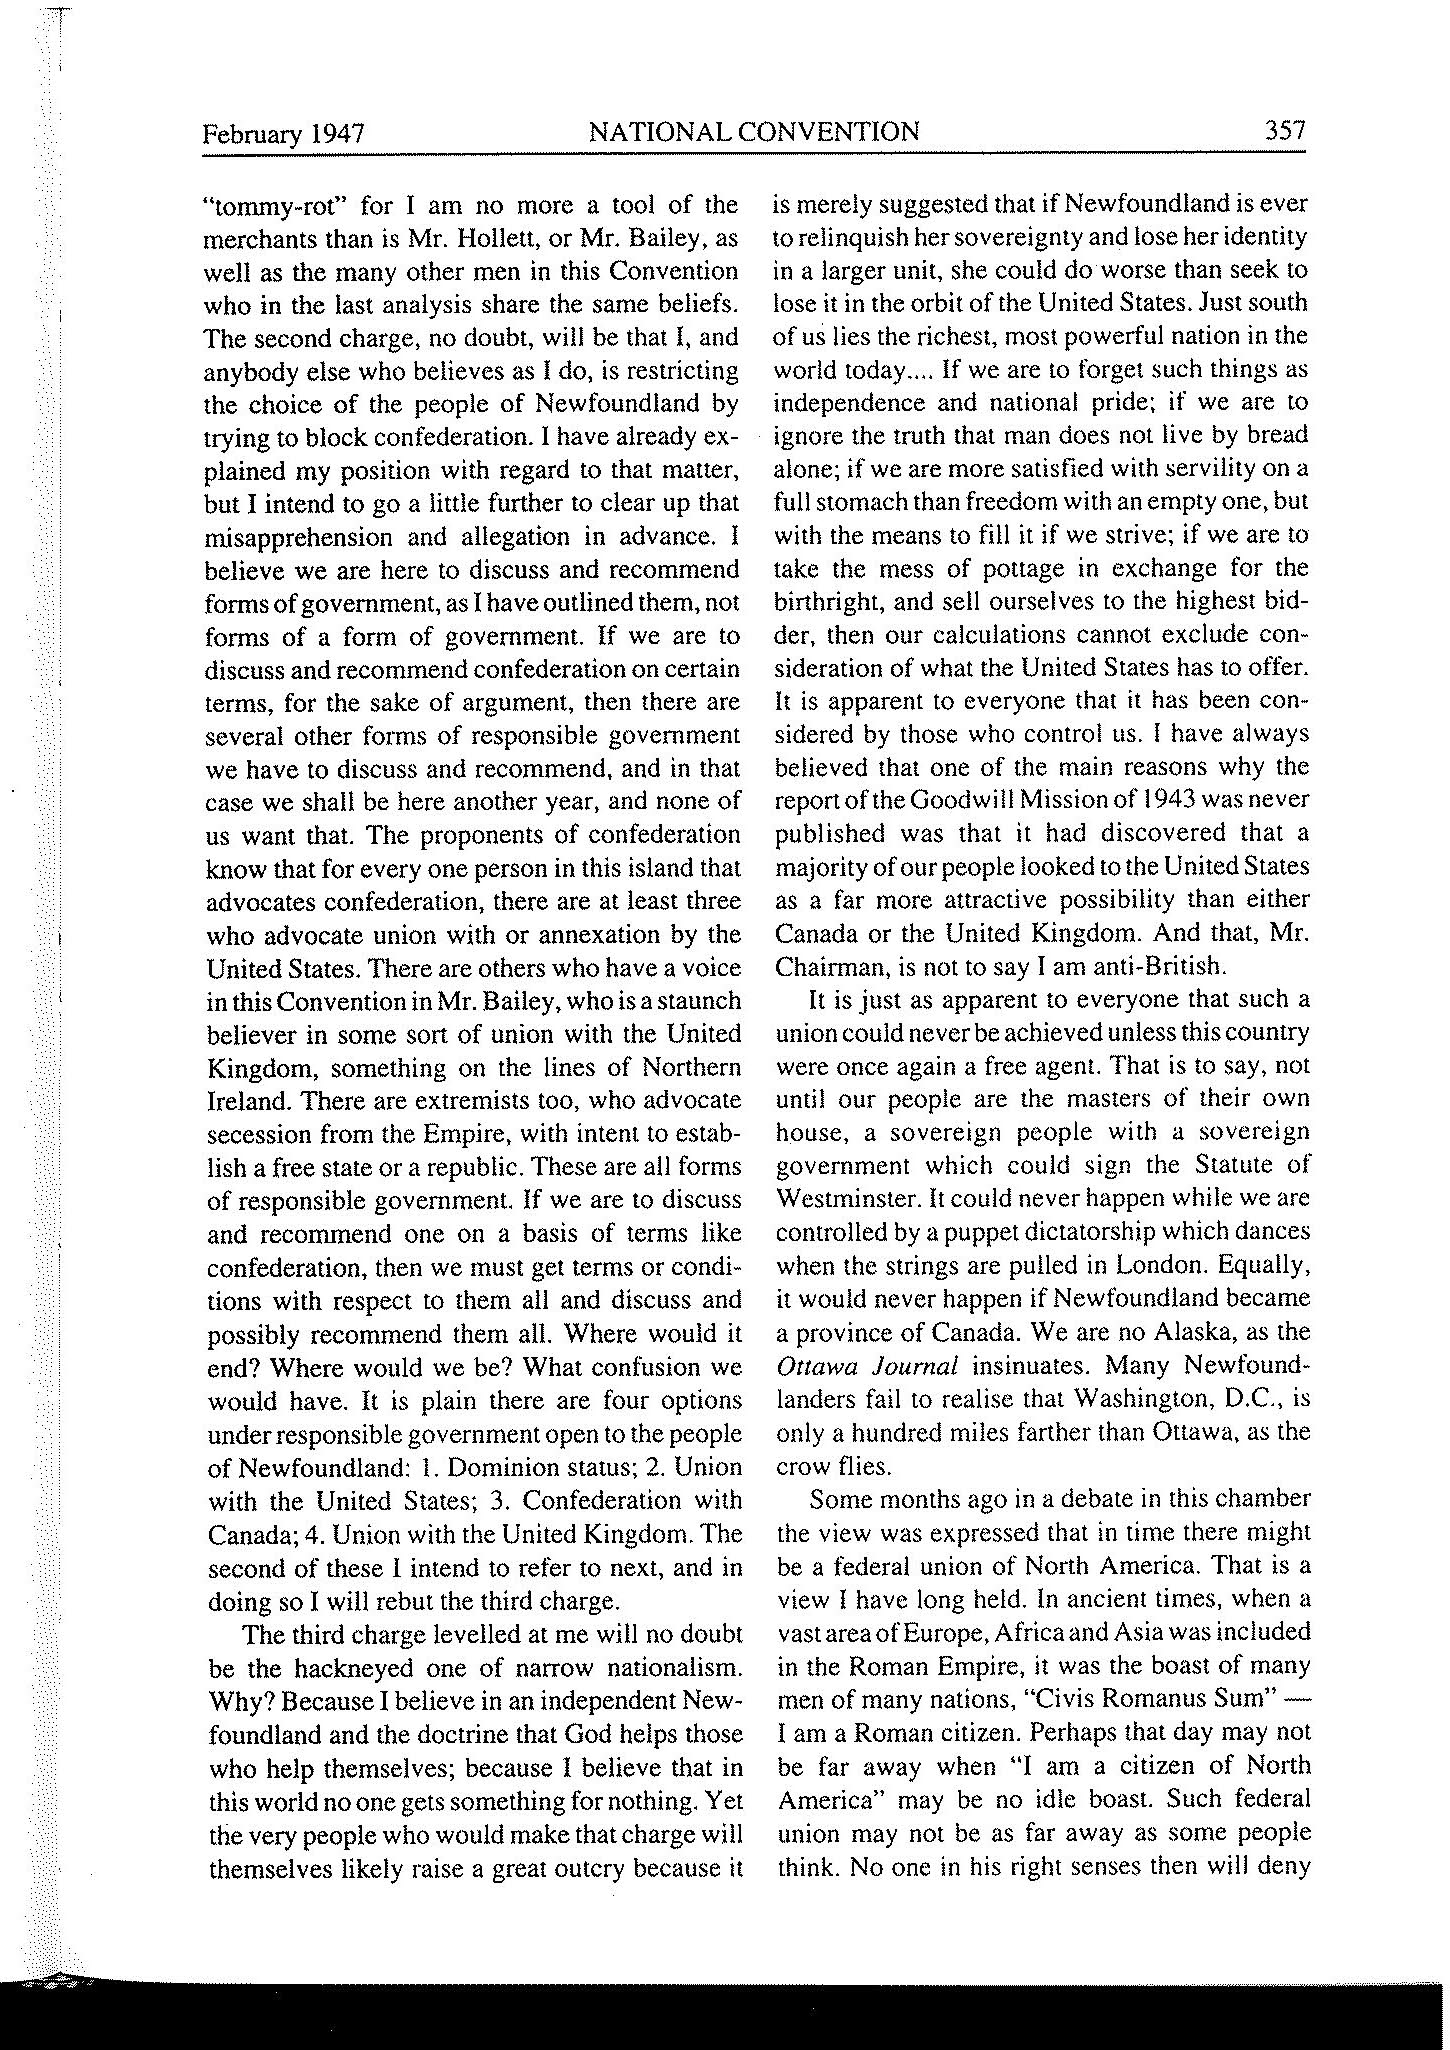 February 1947
NATIONAL CONVENTION
357
“tommy-rot” for I am no more a tool of the
merchants than is Mr. Hollett, or Mr. Bailey, as
well as the many other men in this Convention
who in the last analysis share the same beliefs.
The second charge, no doubt, will be that I, and
anybody else who believes as I do, is restricting
the choice of the people of Newfoundland by
trying to block confederation. I have already ex-
plained my position with regard to that matter,
but I intend to go a little further to clear up that
misapprehension and allegation in advance. I
believe we are here to discuss and recommend
forms of government, as I have outlined them, not
forms of a form of government. If we are to
discuss and recommend confederation on certain
terms, for the sake of argument, then there are
several other forms of responsible government
we have to discuss and recommend, and in that
case we shall be here another year, and none of
us want that. The proponents of confederation
know that for every one person in this island that
advocates confederation, there are at least three
who advocate union with or annexation by the
United States. There are others who have a voice
in this Convention in Mr. Bailey, who is a staunch
believer in some sort of union with the United
Kingdom, something on the lines of Northern
Ireland. There are extremists too, who advocate
secession from the Empire, with intent to estab-
lish a free state or a republic. These are all forms
of responsible government. If we are to discuss
and recommend one on a basis of terms like
confederation, then we must get terms or condi-
tions with respect to them all and discuss and
possibly recommend them all. Where would it
end? Where would we be? What confusion we
would have. It is plain there are four options
under responsible government open to the people
of Newfoundland: 1. Dominion status; 2. Union
with the United States; 3. Confederation with
Canada; 4. Union with the United Kingdom. The
second of these I intend to refer to next, and in
doing so I will rebut the third charge.
The third charge levelled at me will no doubt
be the hackneyed one of narrow nationalism.
Why? Because I believe in an independent New-
foundland and the doctrine that God helps those
who help themselves; because I believe that in
this world no one gets something for nothing. Yet
the very people who would make that charge will
themselves likely raise a great outcry because it
is merely suggested that if Newfoundland is ever
to relinquish her sovereignty and lose her identity
in a larger unit, she could do worse than seek to
lose it in the orbit of the United States. Just south
of us lies the richest, most powerful nation in the
world today.... If we are to forget such things as
independence and national pride; if we are to
ignore the truth that man does not live by bread
alone; if we are more satisfied with servility on a
full stomach than freedom with an empty one, but
with the means to fill it if we strive; if we are to
take the mess of pottage in exchange for the
birthright, and sell ourselves to the highest bid-
der, then our calculations cannot exclude con-
sideration of what the United States has to offer.
It is apparent to everyone that it has been con-
sidered by those who control us. I have always
believed that one of the main reasons why the
report of the Goodwill Mission of 1943 was never
published was that it had discovered that a
majority of our people looked to the United States
as a far more attractive possibility than either
Canada or the United Kingdom. And that, Mr.
Chairman, is not to say I am anti-British.
It is just as apparent to everyone that such a
union could never be achieved unless this country
were once again a free agent. That is to say, not
until our people are the masters of their own
house, a sovereign people with a sovereign
government which could sign the Statute of
Westminster. It could never happen while we are
controlled by a puppet dictatorship which dances
when the strings are pulled in London. Equally,
it would never happen if Newfoundland became
a province of Canada. We are no Alaska, as the
Ottawa Journal insinuates. Many Newfound-
landers fail to realise that Washington, D.C., is
only a hundred miles farther than Ottawa, as the
crow flies.
Some months ago in a debate in this chamber
the view was expressed that in time there might
be a federal union of North America. That is a
view I have long held. In ancient times, when a
vast area of Europe, Africa and Asia was included
in the Roman Empire, it was the boast of many
men of many nations, “Civis Romanus Sum” —
I am a Roman citizen. Perhaps that day may not
be far away when “I am a citizen of North
America” may be no idle boast. Such federal
union may not be as far away as some people
think. No one in his right senses then will deny